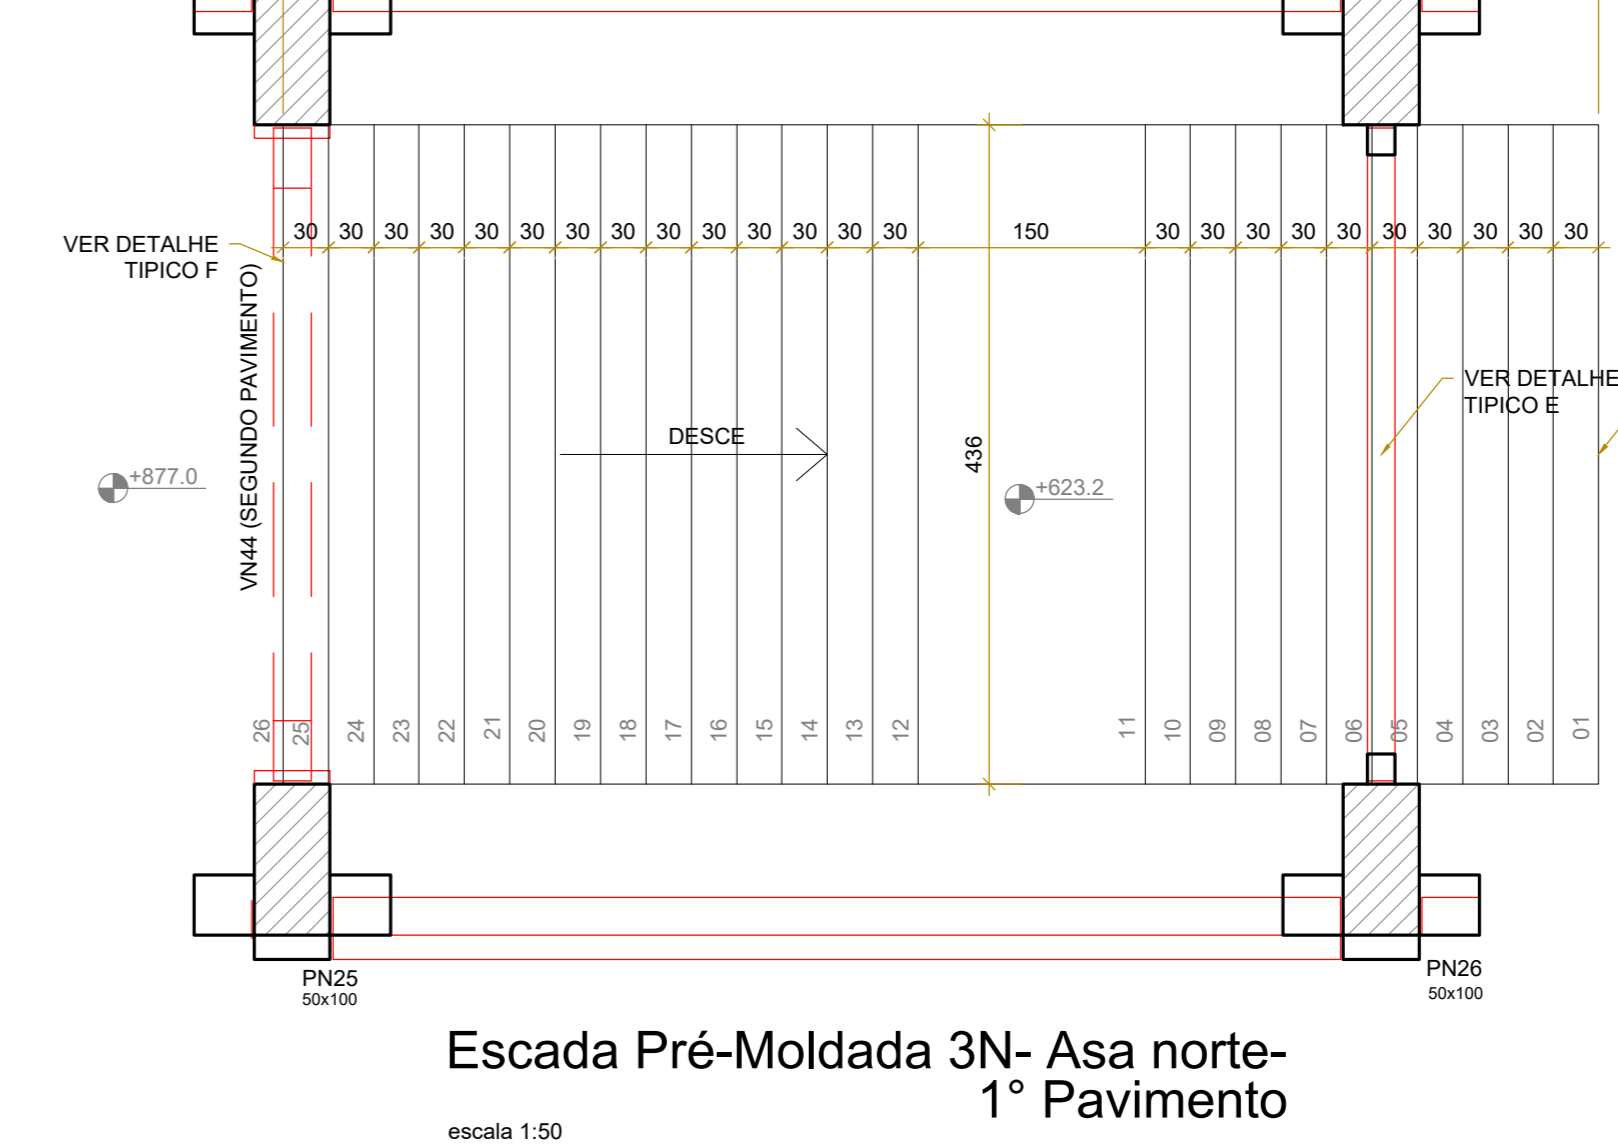 30 30 30 30 30 30 30 30 30 30 30 30 30 30 150 30 30 30 30 30 30 30 30 30 30
VER DETALHE
TIPICO F
VN44 (SEGUNDO PAVIMENTO)
VER DETALHE
TIPICO E
DESCE
436
+877.0
+623.2
26 25 24 23 22 21 20 19 18 17 16 15 14 13 12 11 10 09 08 07 06 05 04 03 02 01
PN25
50x100
PN26
50x100
Escada Pré-Moldada 3N- Asa norte-
1° Pavimento
escala 1:50